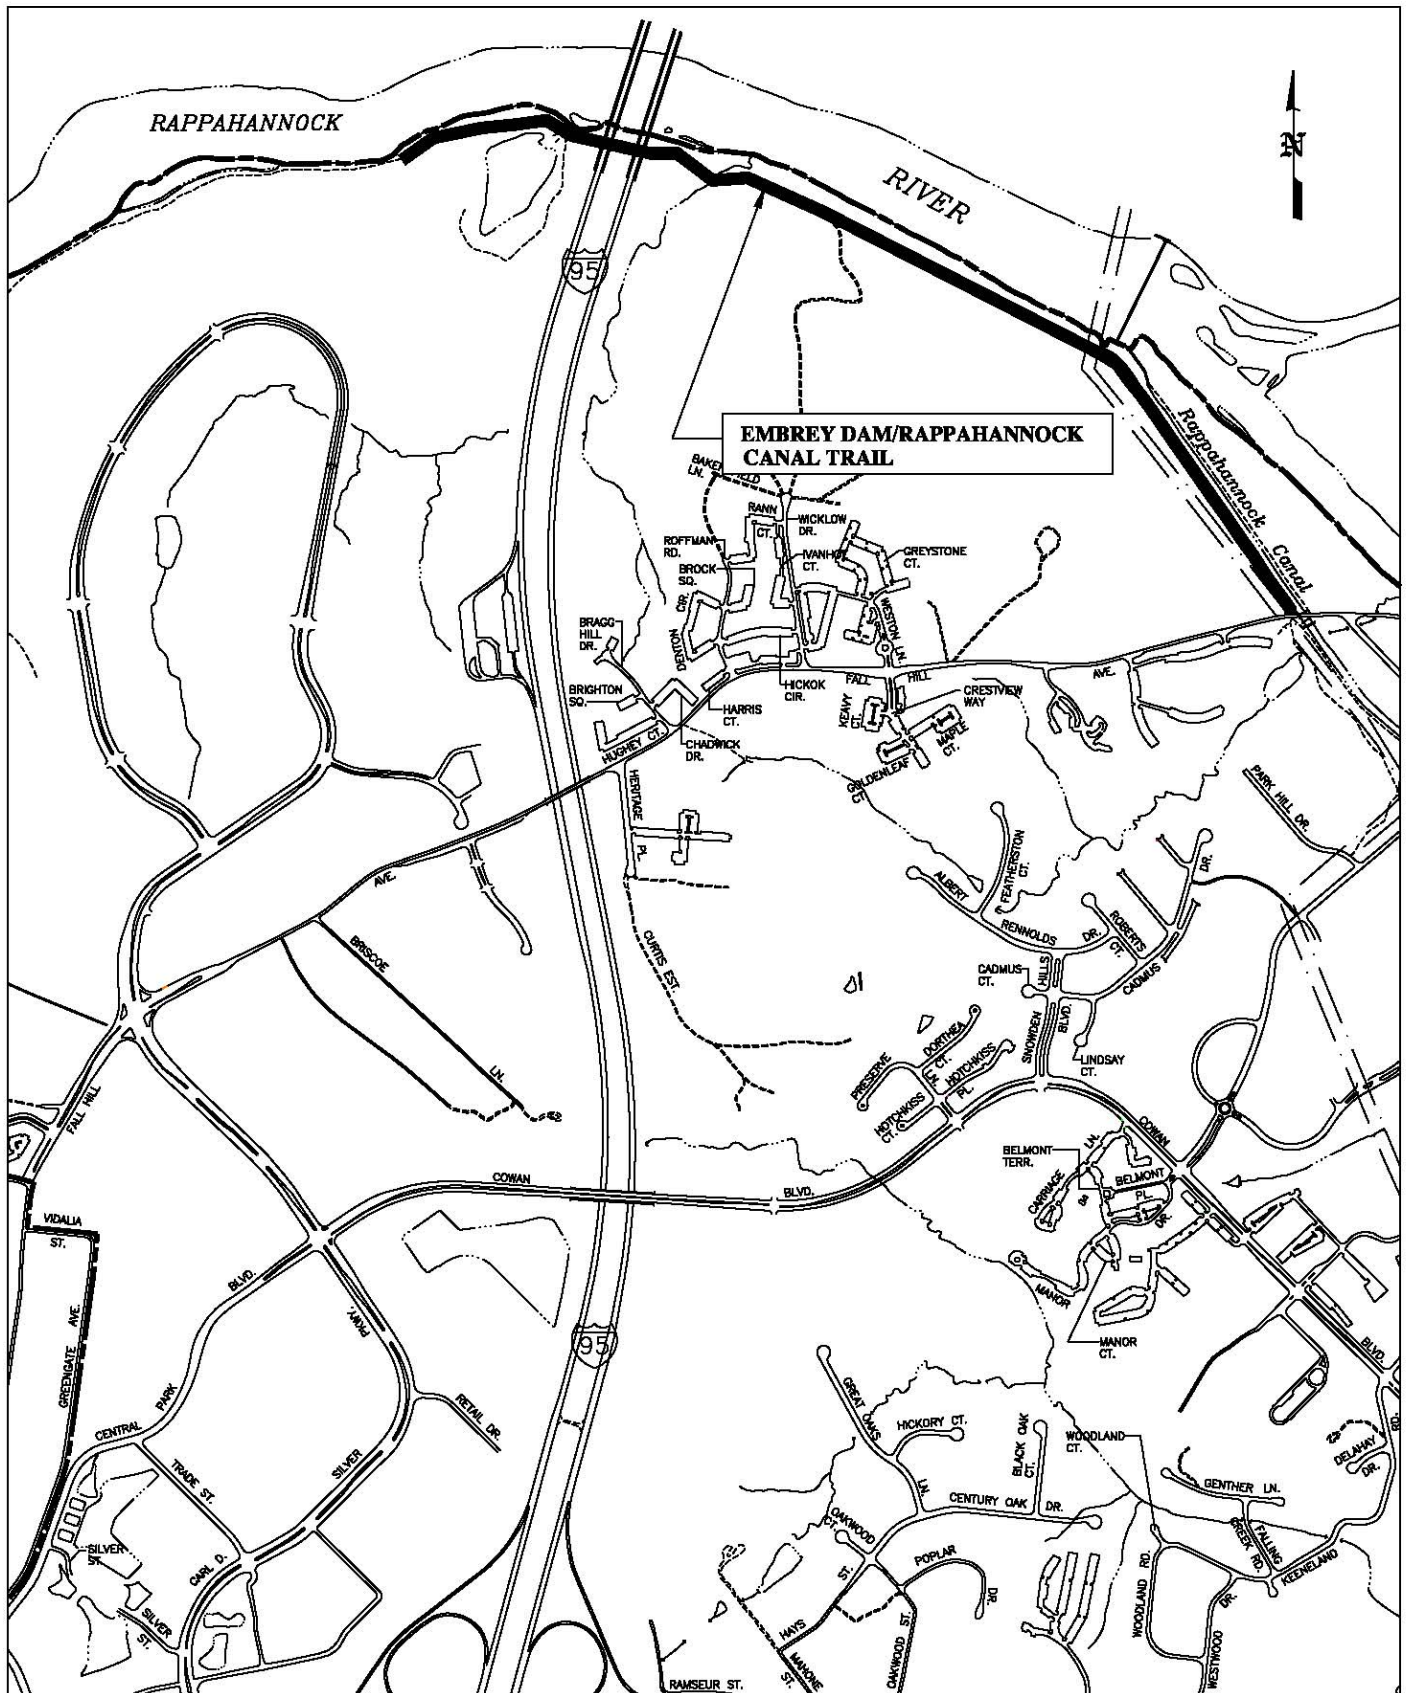 RAPPAHANNOCK
N
RIVER
95
EMBREY DAM/RAPPAHANNOCK
CANAL TRAIL
Rappahannock
Canal
LN.
RANN
CT.
WICKLOW
DR.
ROFFMAN
RD.
CT.
GREYSTONE
CT.
BROCK
SQ.
CIR.
DERITON
WESTON LN.
BRAGG
HILL
DR.
FALL
HILL
AVE.
BRIGHTON
SQ.
HICKOK
CIR.
CRESTVIEW
WAY
KEAVY
CT.
HARRIS
CT.
MAPLE
CT.
HUGHEY CT.
CHADWICK
DR.
GOLDENLEAF
CT.
HERITAGE
PL.
PARK HILL DR.
AVE.
ALBERT
FEATHERSTON
CT.
DR.
RENNOLDS
DR.
ROBERTS
CT.
BRISCOE
LN.
CURTIS EST.
CADMUS
CT.
HILLS
CADMUS
SNOWDEN
BLVD.
LINDSAY
CT.
DORTHEA
CT.
PRESERVE
LN.
HOTCHKISS
PL.
HOTCHKISS
CT.
FALL HILL
COWAN
BELMONT
TERR.
LN.
CARRIAGE
BELMONT
PL.
DR.
COWAN
BLVD.
VIDALIA
ST.
BLVD.
PKWY.
MANOR
MANOR
CT.
95
BLVD.
GREENGATE AVE.
PARK
CENTRAL
RETAIL DR.
GREAT OAKS
HICKORY CT.
BLACK OAK
CT.
WOODLAND
CT.
RD.
DELAHAY
DR.
TRADE ST.
SILVER
LN.
CENTURY OAK DR.
GENTHER LN.
OAKWOOD
CT.
FALLING
CREEK RD.
SILVER
ST.
CARL D.
ST.
POPLAR
DR.
WOODLAND RD.
KEENELAND
DR.
SILVER
ST.
HAYS
MAHONE
ST.
OAKWOOD ST.
WESTWOOD
RAMSEUR ST.